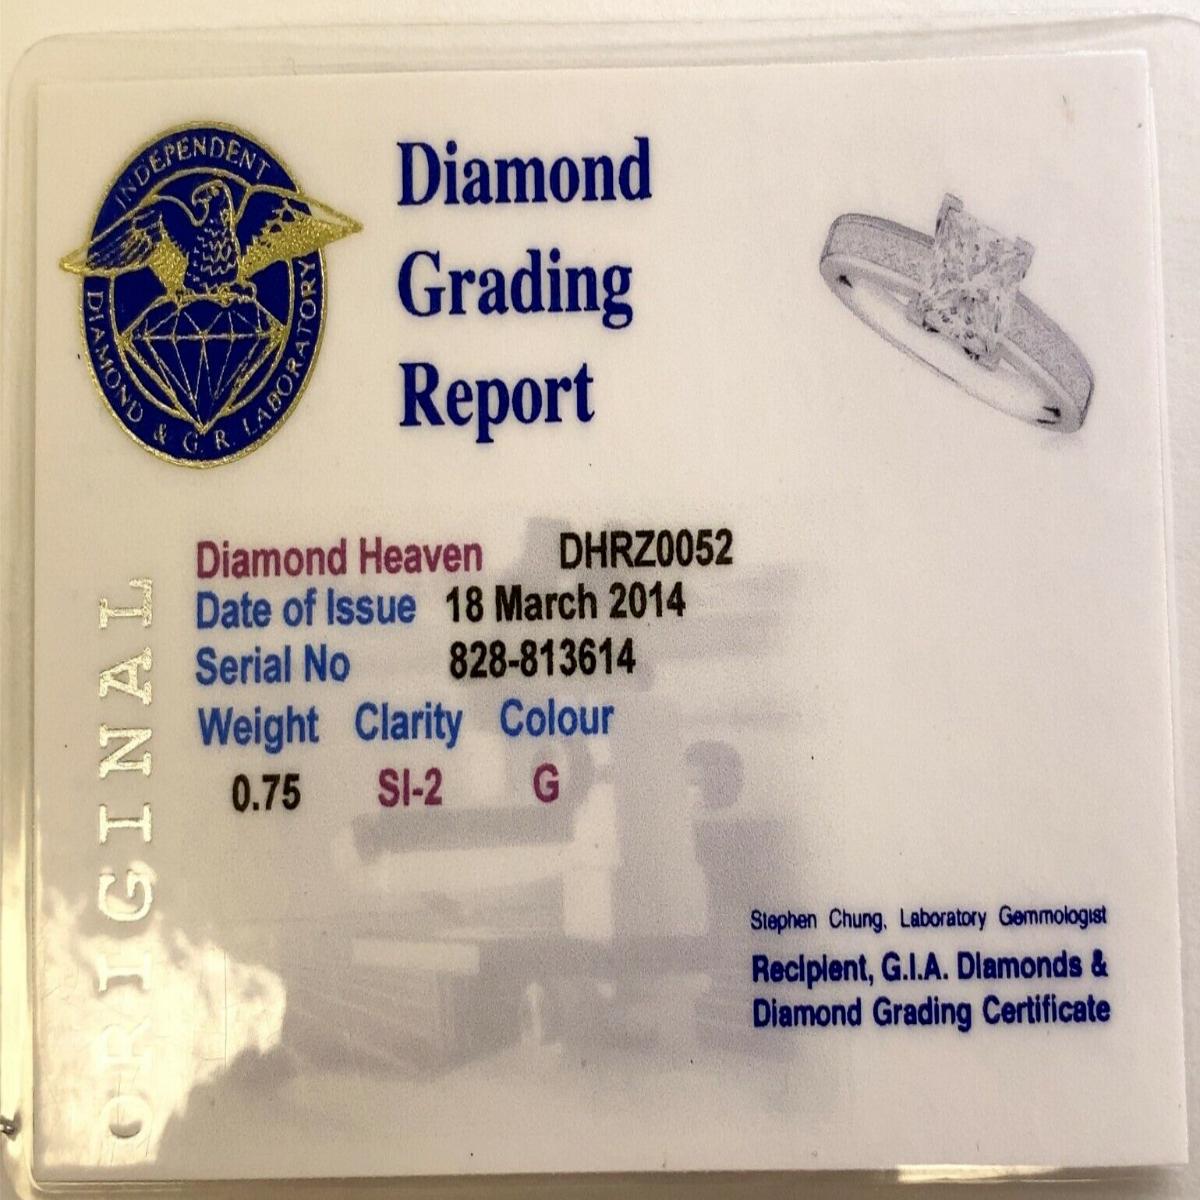 INDEPENDENT
DIAMOND & G. R. LABORATORY
Diamond
Grading
Report
ORIGINAL
Diamond Heaven DHRZ0052
Date of Issue 18 March 2014
Serial No 828-813614
Weight Clarity Colour
0.75 SI-2 G
Stephen Chung, Laboratory Gemmologist
Recipient, G.I.A. Diamonds &
Diamond Grading Certificate